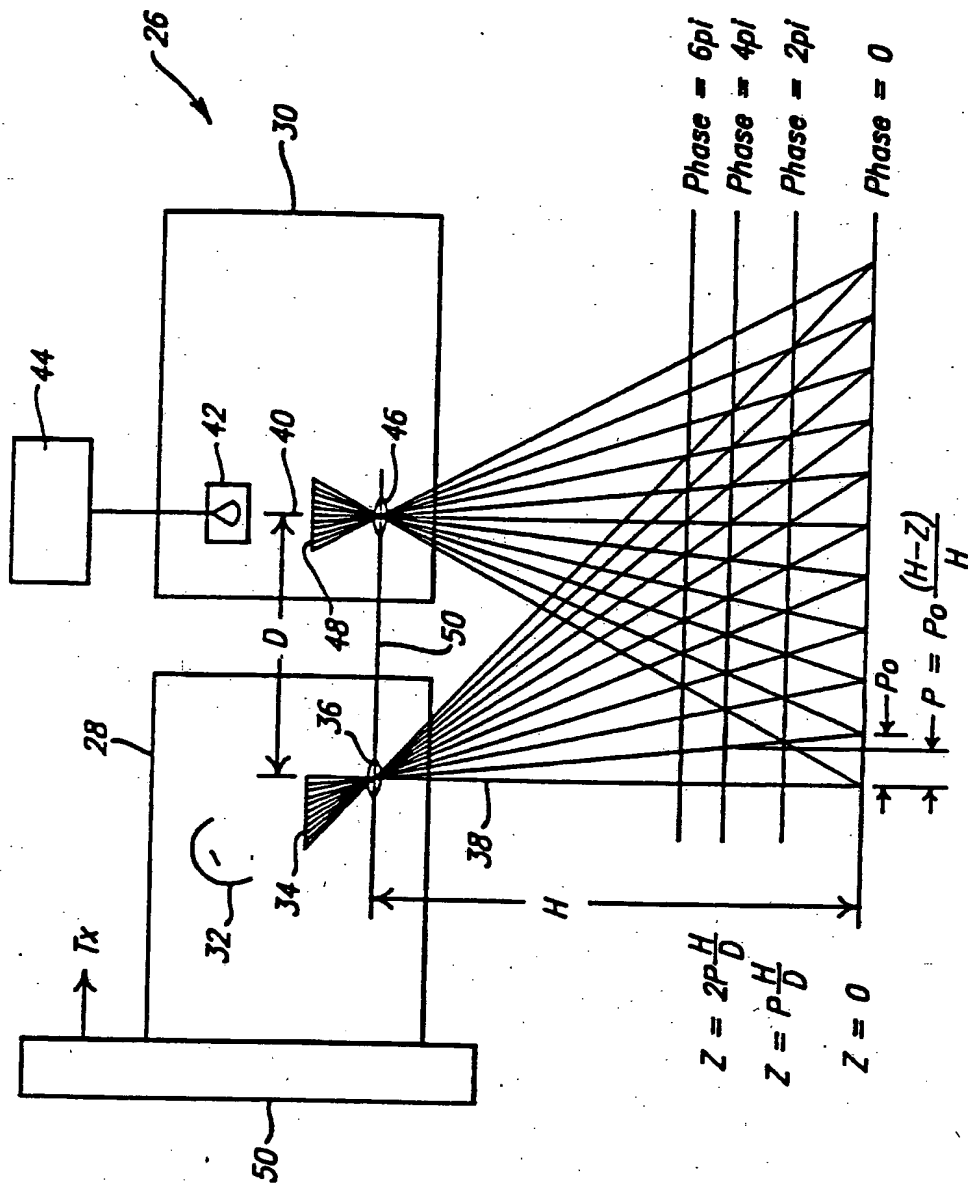 26
44
30
42
40
46
D
48
50
28
36
34
32
38
Tx
50
H
Phase = 6pi
Phase = 4pi
Phase = 2pi
Phase = 0
Z = 2P H/D
Z = P H/D
Z = 0
Po
P = Po (H-Z)/H